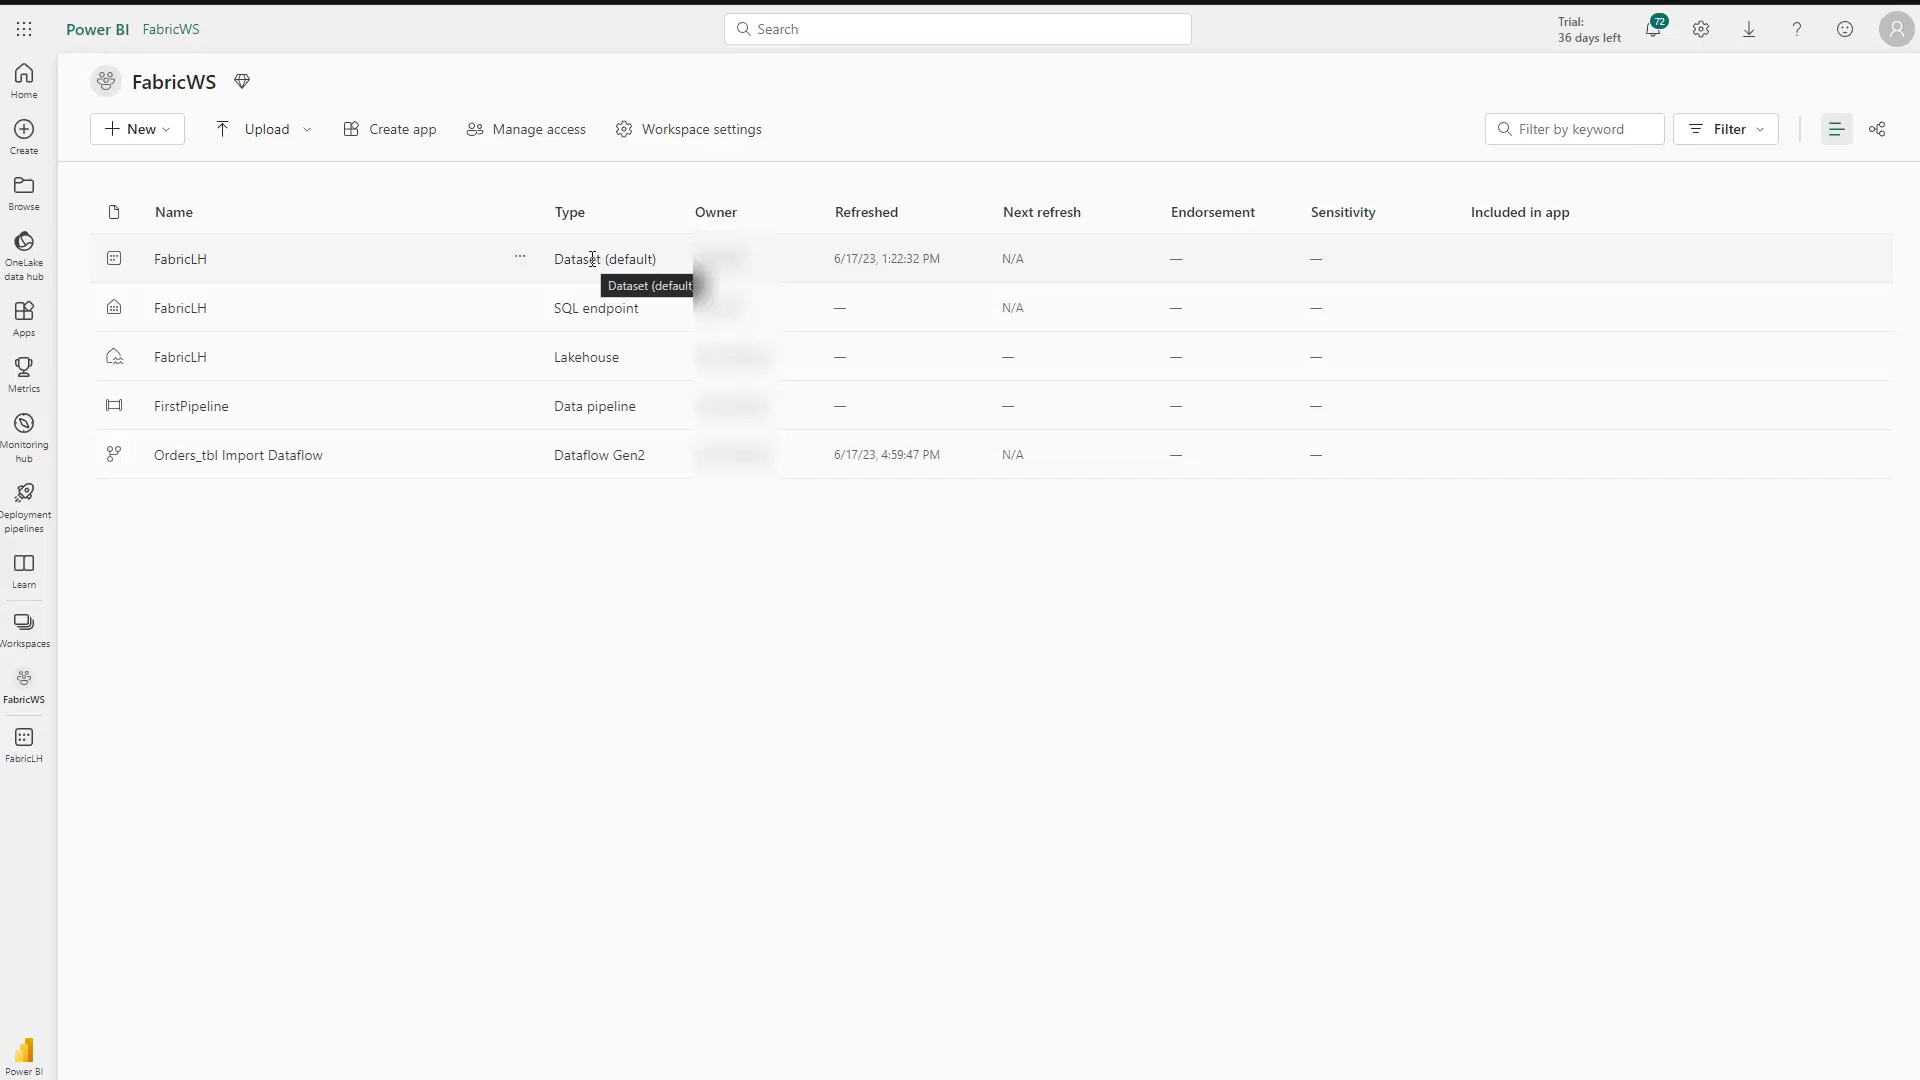 Power BI FabricWS
Search
Trial:
36 days left
72
Home
Create
Browse
OneLake
data hub
Apps
Metrics
Monitoring
hub
Deployment
pipelines
Learn
Workspaces
FabricWS
FabricLH
Power BI
FabricWS
New Upload Create app Manage access Workspace settings Filter by keyword Filter
Name Type Owner Refreshed Next refresh Endorsement Sensitivity Included in app
FabricLH ... Dataset (default) 6/17/23, 1:22:32 PM N/A — —
Dataset (default
FabricLH SQL endpoint — N/A — —
FabricLH Lakehouse — — — —
FirstPipeline Data pipeline — — — —
Orders_tbl Import Dataflow Dataflow Gen2 6/17/23, 4:59:47 PM N/A — —